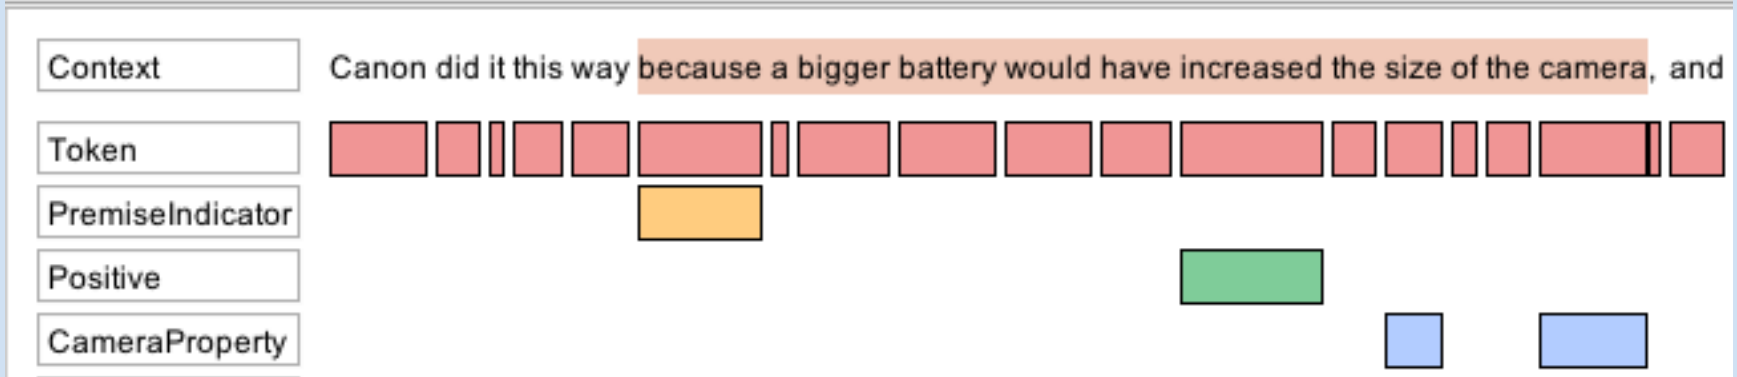 Context Canon did it this way because a bigger battery would have increased the size of the camera, and
Token
PremiseIndicator
Positive
CameraProperty